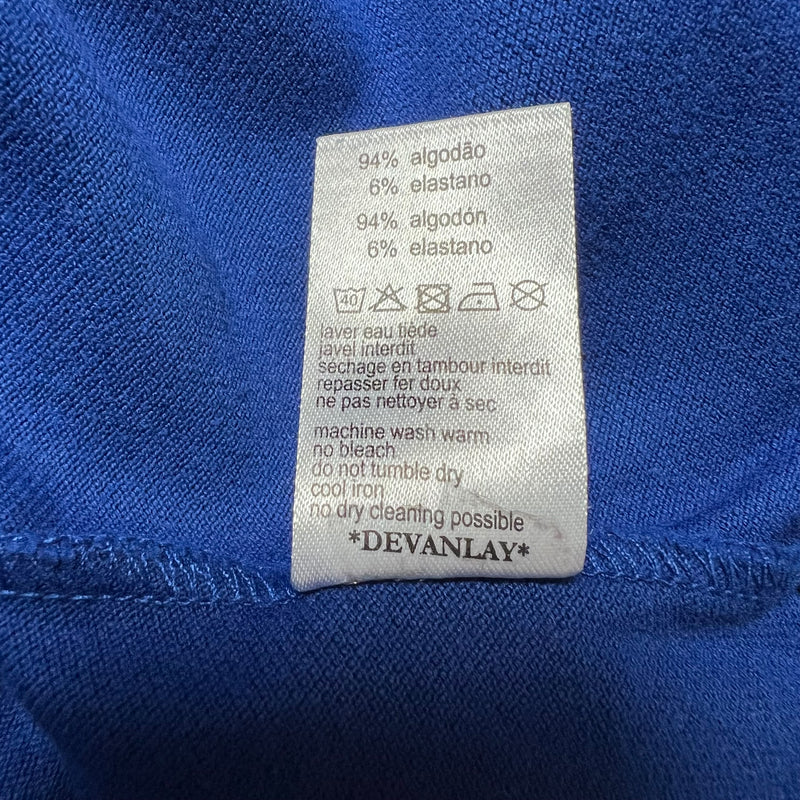 94% algodão
6% elastano
94% algodón
6% elastano
40
laver eau tiède
javel interdit
sechage en tambour interdit
repasser fer doux
ne pas nettoyer à sec
machine wash warm
no bleach
do not tumble dry
cool iron
no dry cleaning possible
*DEVANLAY*